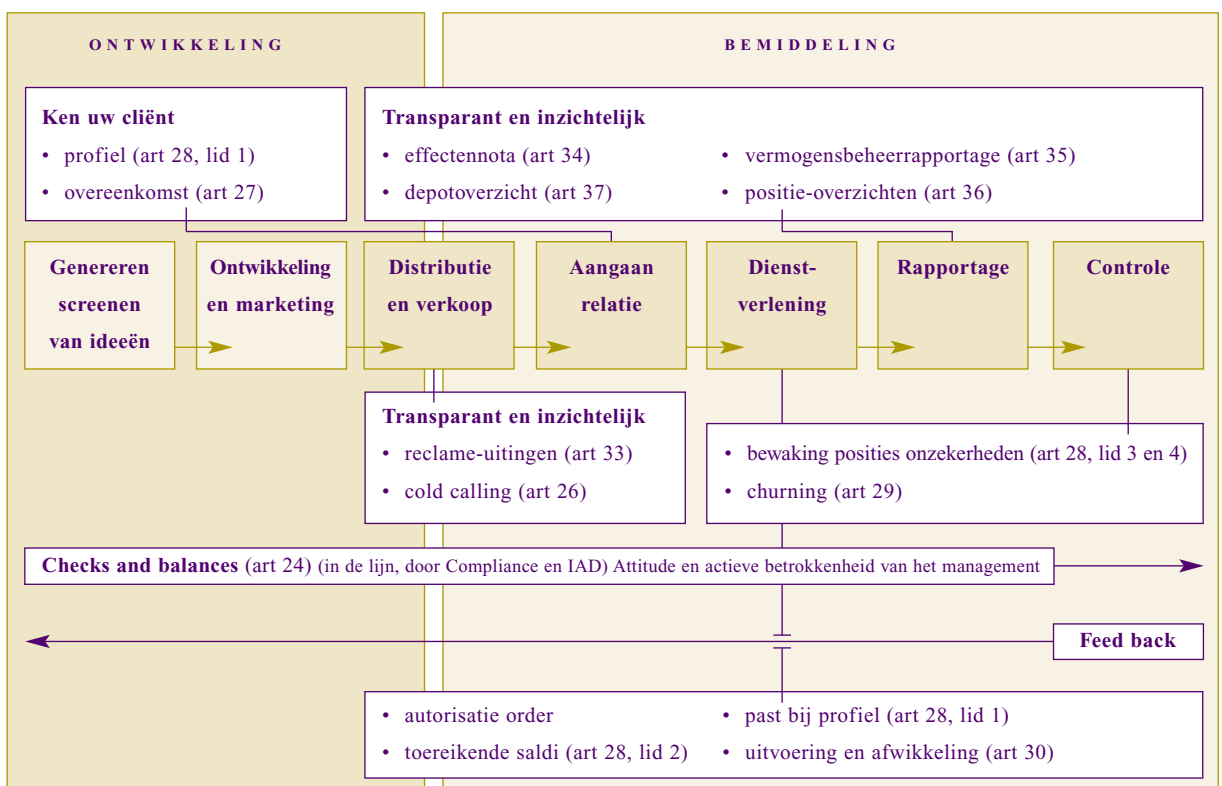 ONTWIKKELING
BEMIDDELING
Ken uw cliënt
• profiel (art 28, lid 1)
• overeenkomst (art 27)
Transparant en inzichtelijk
• effectennota (art 34)
• depotoverzicht (art 37)
• vermogensbeheerrapportage (art 35)
• positie-overzichten (art 36)
Genereren
screenen
van ideeën
Ontwikkeling
en marketing
Distributie
en verkoop
Aangaan
relatie
Dienst-
verlening
Rapportage
Controle
Transparant en inzichtelijk
• reclame-uitingen (art 33)
• cold calling (art 26)
• bewaking posities onzekerheden (art 28, lid 3 en 4)
• churning (art 29)
Checks and balances (art 24) (in de lijn, door Compliance en IAD) Attitude en actieve betrokkenheid van het management
Feed back
• autorisatie order
• toereikende saldi (art 28, lid 2)
• past bij profiel (art 28, lid 1)
• uitvoering en afwikkeling (art 30)